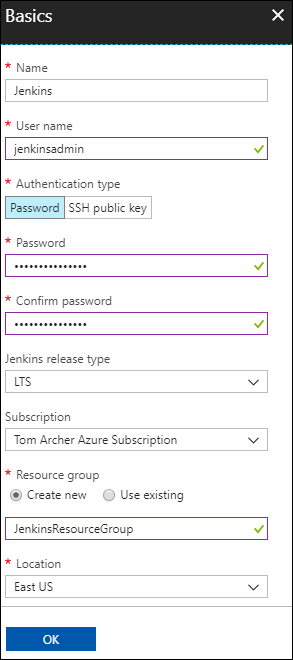 Basics
* Name
Jenkins
* User name
jenkinsadmin
* Authentication type
Password SSH public key
* Password
•••••••••••••••
* Confirm password
•••••••••••••••
Jenkins release type
LTS
Subscription
Tom Archer Azure Subscription
* Resource group
Create new Use existing
JenkinsResourceGroup
* Location
East US
OK